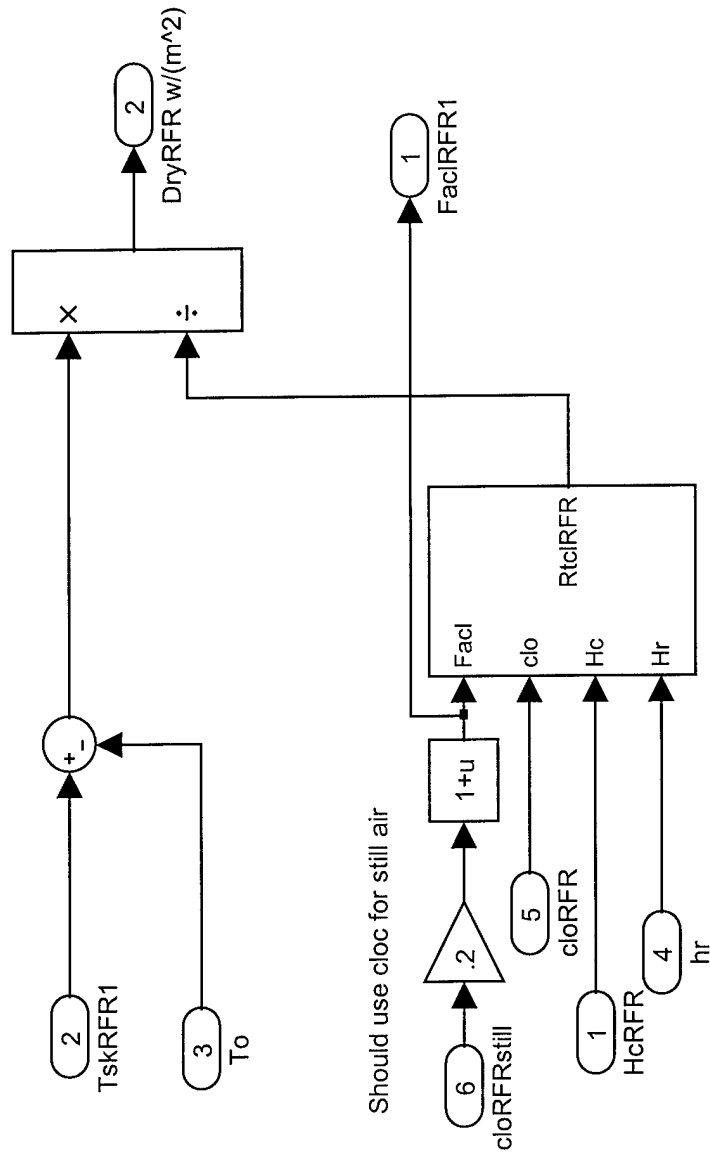 2
TskRFR1
3
To
+
-
×
÷
2
DryRFR w/(m^2)
Should use cloc for still air
6
cloRFRstill
.2
1+u
1
FaclRFR1
5
cloRFR
1
HcRFR
4
hr
Facl
clo
Hc
Hr
RtclRFR